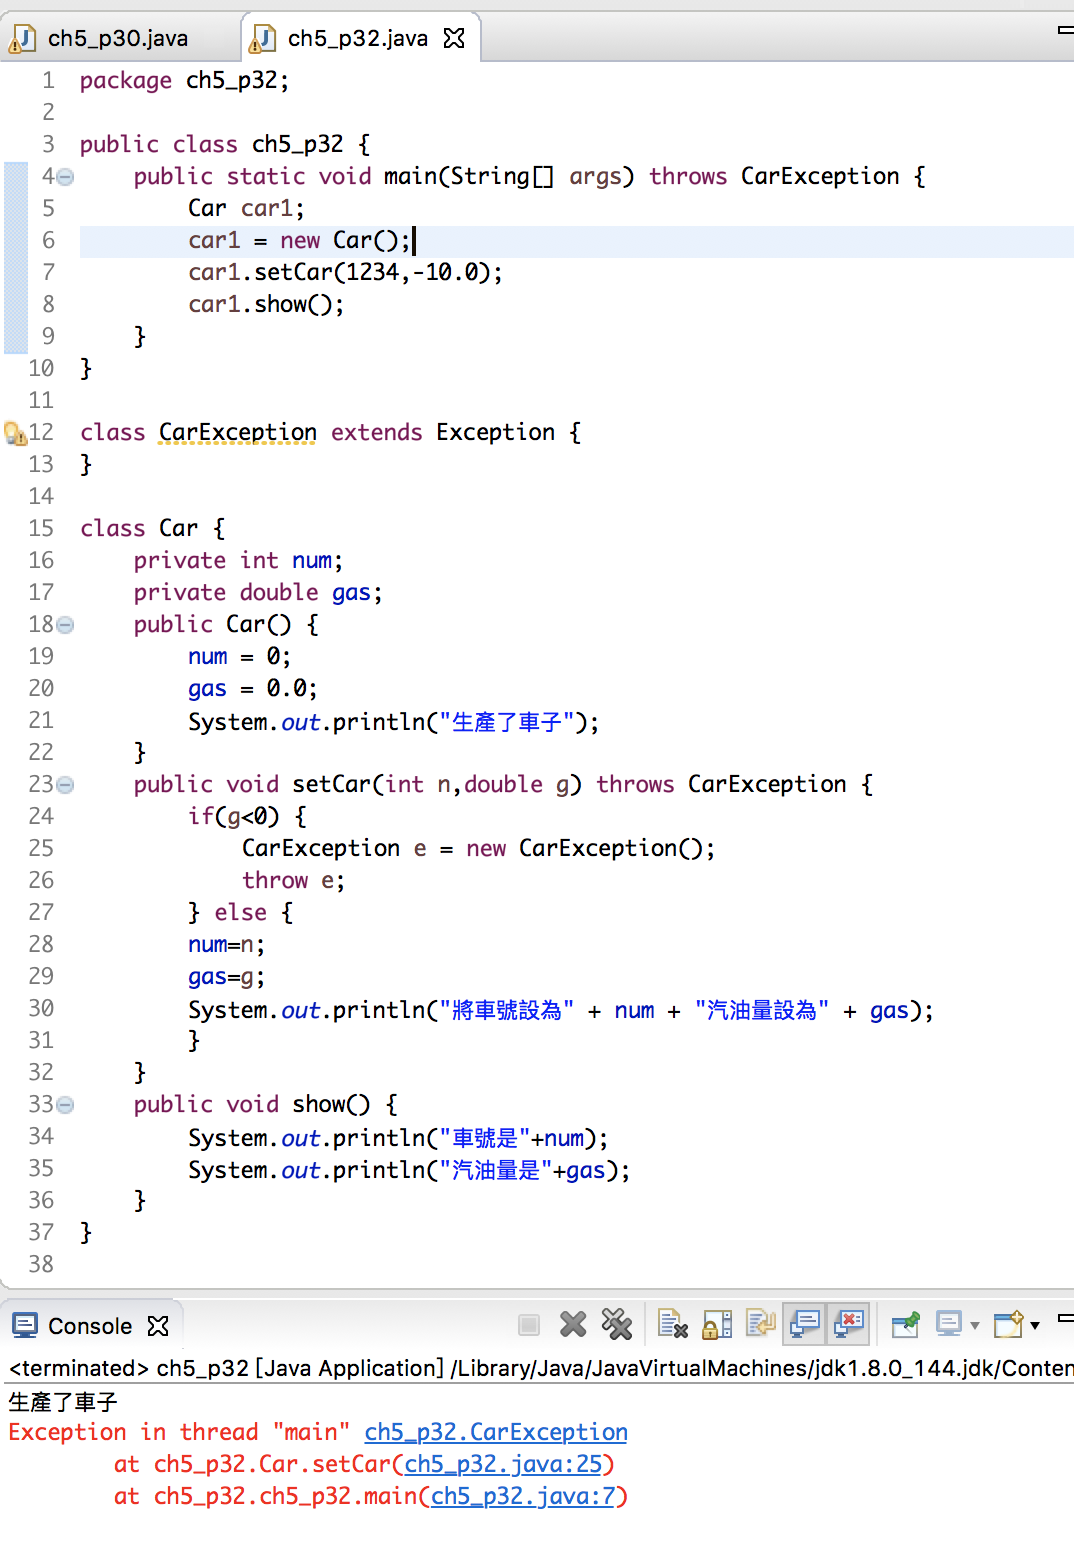 ch5_p30.java
ch5_p32.java
1 package ch5_p32;
2
3 public class ch5_p32 {
4 public static void main(String[] args) throws CarException {
5 Car car1;
6 car1 = new Car();
7 car1.setCar(1234,-10.0);
8 car1.show();
9 }
10 }
11
12 class CarException extends Exception {
13 }
14
15 class Car {
16 private int num;
17 private double gas;
18 public Car() {
19 num = 0;
20 gas = 0.0;
21 System.out.println("生產了車子");
22 }
23 public void setCar(int n,double g) throws CarException {
24 if(g<0) {
25 CarException e = new CarException();
26 throw e;
27 } else {
28 num=n;
29 gas=g;
30 System.out.println("將車號設為" + num + "汽油量設為" + gas);
31 }
32 }
33 public void show() {
34 System.out.println("車號是"+num);
35 System.out.println("汽油量是"+gas);
36 }
37 }
38
Console
<terminated> ch5_p32 [Java Application] /Library/Java/JavaVirtualMachines/jdk1.8.0_144.jdk/Conten
生產了車子
Exception in thread "main" ch5_p32.CarException
at ch5_p32.Car.setCar(ch5_p32.java:25)
at ch5_p32.ch5_p32.main(ch5_p32.java:7)